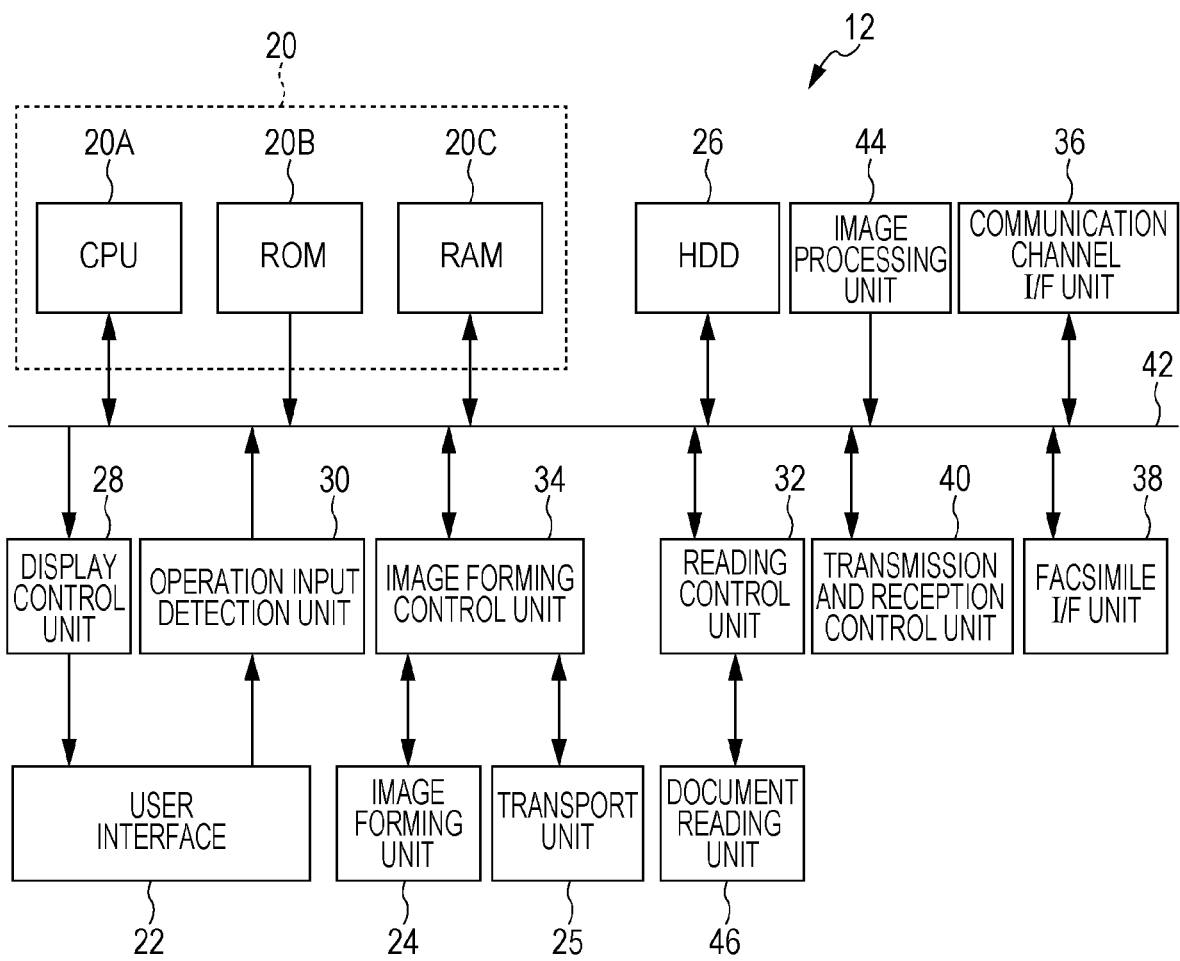 12
20
20A
20B
20C
26
44
36
CPU
ROM
RAM
HDD
IMAGE
PROCESSING
UNIT
COMMUNICATION
CHANNEL
I/F UNIT
42
28
30
34
32
40
38
DISPLAY
CONTROL
UNIT
OPERATION INPUT
DETECTION UNIT
IMAGE FORMING
CONTROL UNIT
READING
CONTROL
UNIT
TRANSMISSION
AND RECEPTION
CONTROL UNIT
FACSIMILE
I/F UNIT
USER
INTERFACE
IMAGE
FORMING
UNIT
TRANSPORT
UNIT
DOCUMENT
READING
UNIT
22
24
25
46